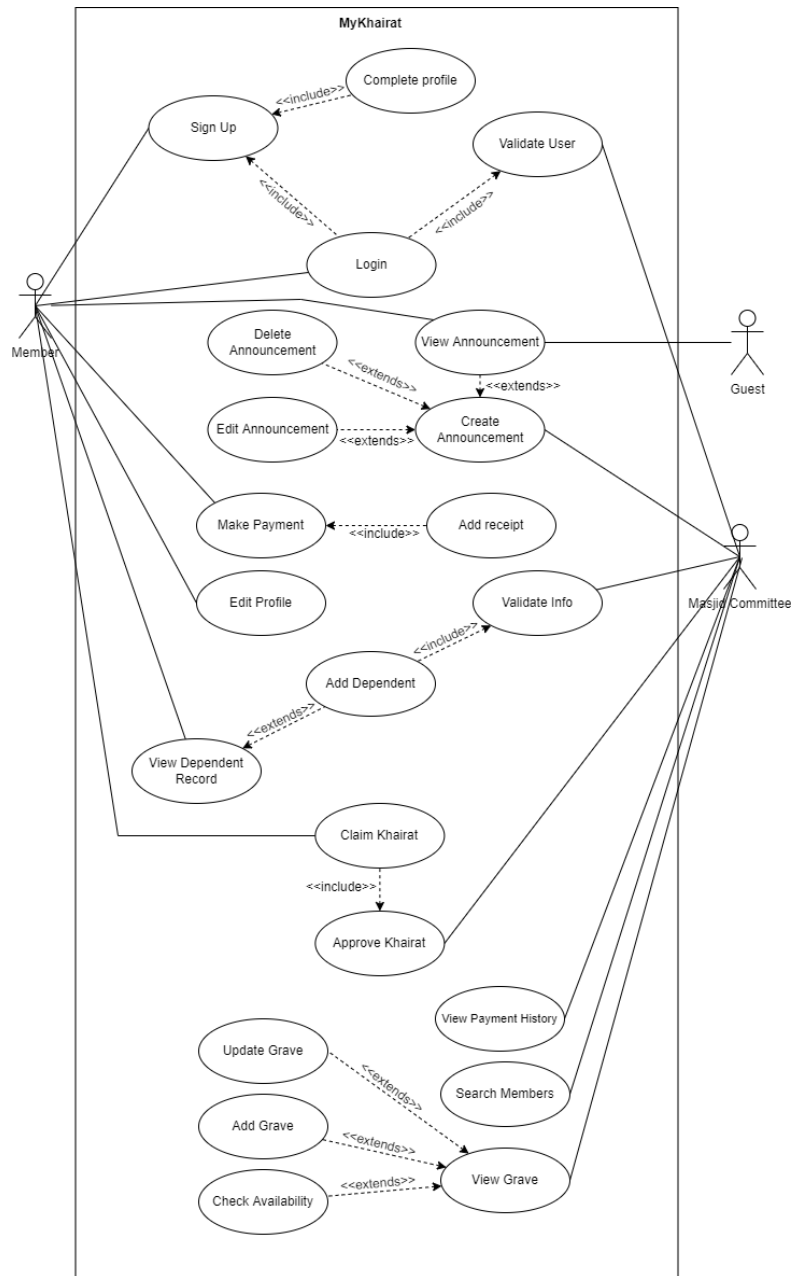 MyKhairat
Complete profile
<<include>>
Sign Up
Validate User
<<include>>
<<include>>
Login
Member
Delete
Announcement
View Announcement
Guest
<<extends>>
<<extends>>
Edit Announcement
<<extends>>
Create
Announcement
Make Payment
<<include>>
Add receipt
Edit Profile
Validate Info
Masjid Committee
<<include>>
Add Dependent
<<extends>>
View Dependent
Record
Claim Khairat
<<include>>
Approve Khairat
View Payment History
Update Grave
<<extends>>
Search Members
Add Grave
<<extends>>
View Grave
Check Availability
<<extends>>